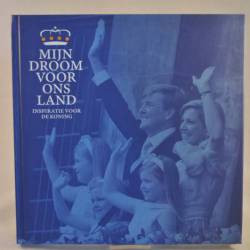 MIJN
DROOM
VOOR
ONS
LAND
INSPIRATIE VOOR
DE KONING